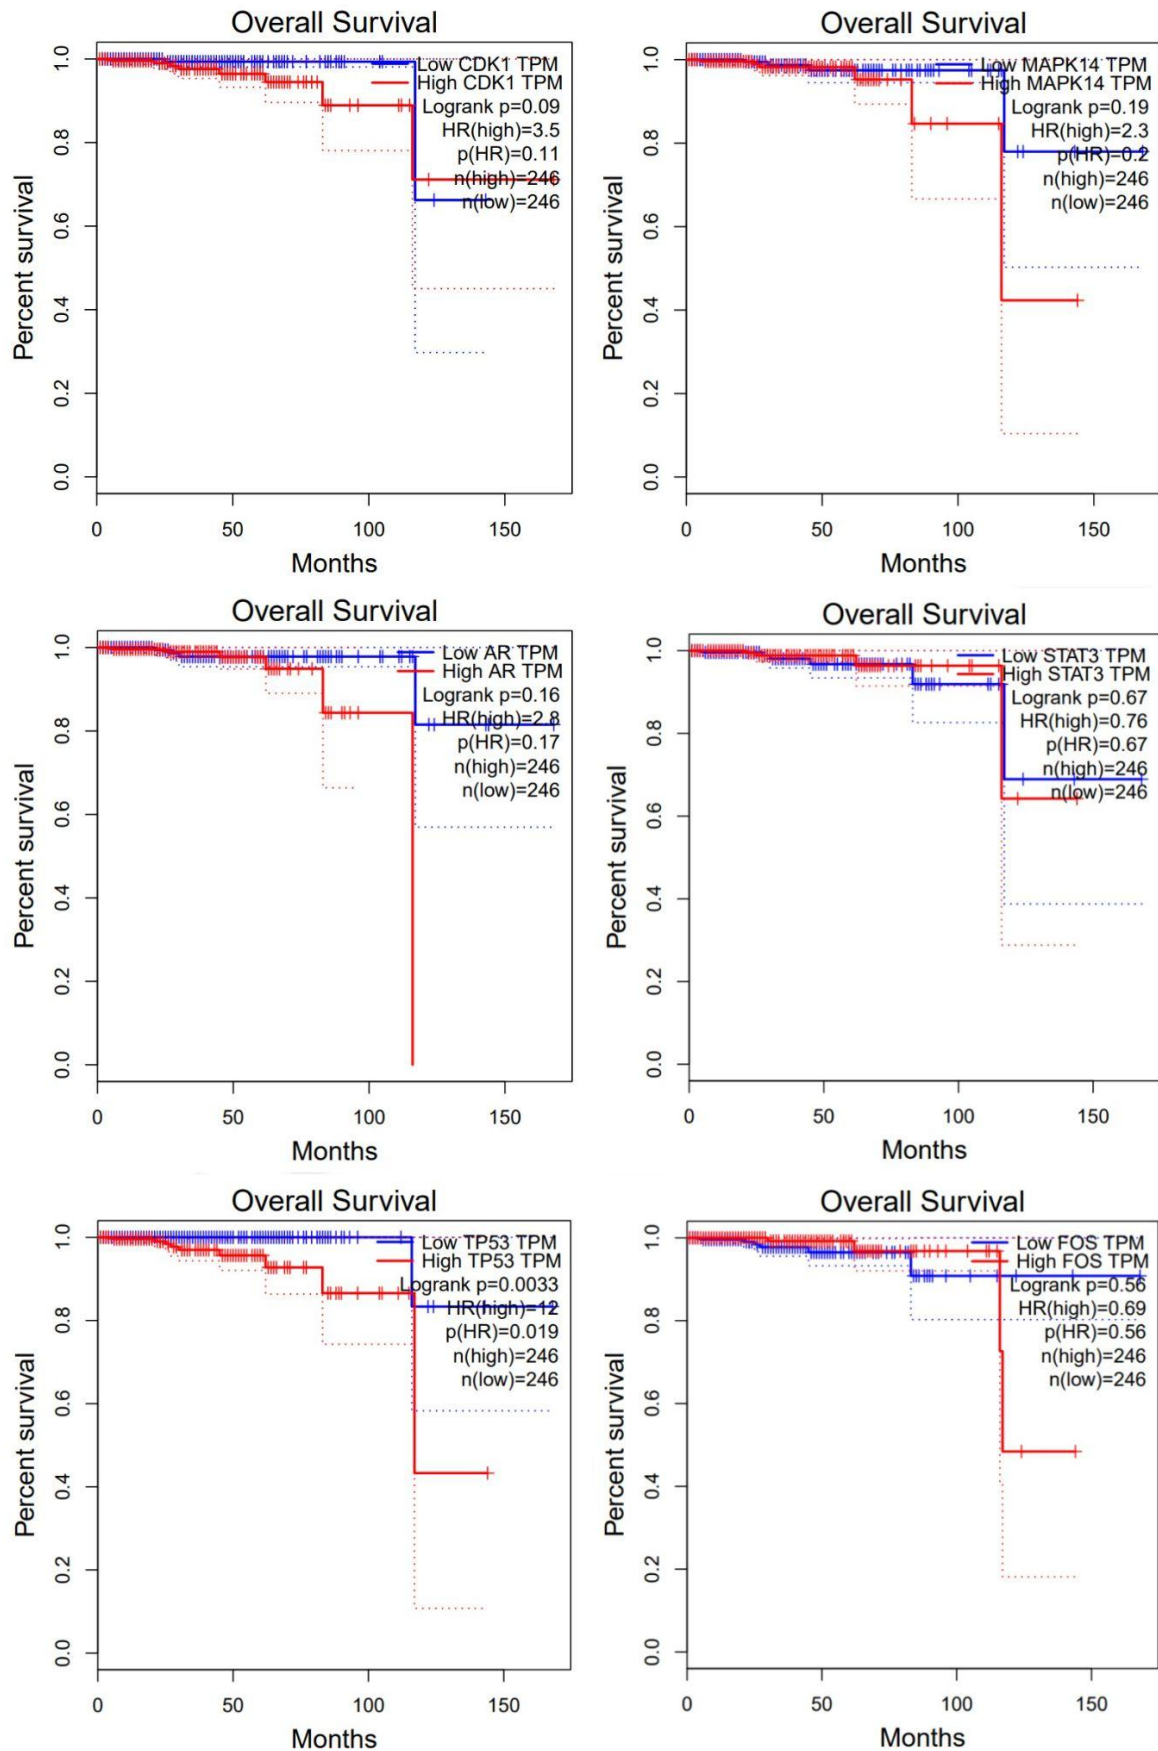 Overall Survival
Percent survival
1.0
0.8
0.6
0.4
0.2
0.0
Low CDK1 TPM
High CDK1 TPM
Logrank p=0.09
HR(high)=3.5
p(HR)=0.11
n(high)=246
n(low)=246
0 50 100 150
Months
Overall Survival
Percent survival
1.0
0.8
0.6
0.4
0.2
0.0
Low MAPK14 TPM
High MAPK14 TPM
Logrank p=0.19
HR(high)=2.3
p(HR)=0.2
n(high)=246
n(low)=246
0 50 100 150
Months
Overall Survival
Percent survival
1.0
0.8
0.6
0.4
0.2
0.0
Low AR TPM
High AR TPM
Logrank p=0.16
HR(high)=2.8
p(HR)=0.17
n(high)=246
n(low)=246
0 50 100 150
Months
Overall Survival
Percent survival
1.0
0.8
0.6
0.4
0.2
0.0
Low STAT3 TPM
High STAT3 TPM
Logrank p=0.67
HR(high)=0.76
p(HR)=0.67
n(high)=246
n(low)=246
0 50 100 150
Months
Overall Survival
Percent survival
1.0
0.8
0.6
0.4
0.2
0.0
Low TP53 TPM
High TP53 TPM
Logrank p=0.0033
HR(high)=12
p(HR)=0.019
n(high)=246
n(low)=246
0 50 100 150
Months
Overall Survival
Percent survival
1.0
0.8
0.6
0.4
0.2
0.0
Low FOS TPM
High FOS TPM
Logrank p=0.56
HR(high)=0.69
p(HR)=0.56
n(high)=246
n(low)=246
0 50 100 150
Months